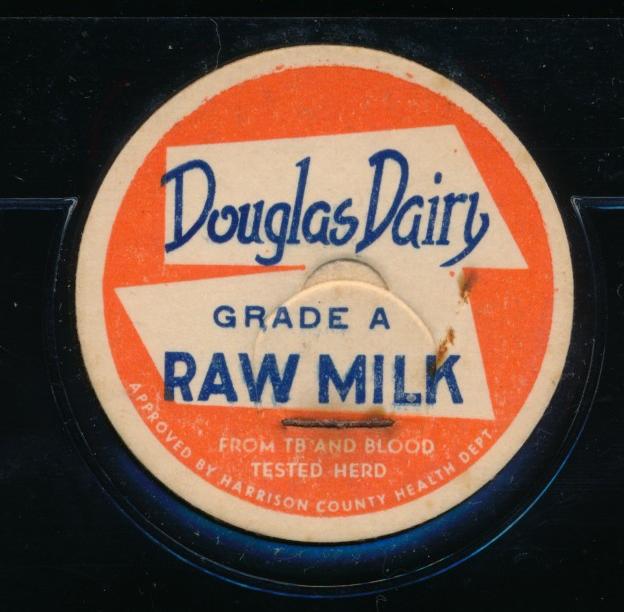 Douglas Dairy
GRADE A
RAW MILK
FROM TB AND BLOOD
TESTED HERD
APPROVED BY HARRISON COUNTY HEALTH DEPT.